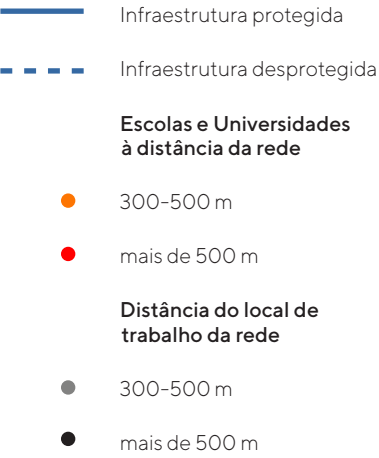 Infraestrutura protegida
Infraestrutura desprotegida
Escolas e Universidades
à distância da rede
300-500 m
mais de 500 m
Distância do local de
trabalho da rede
300-500 m
mais de 500 m